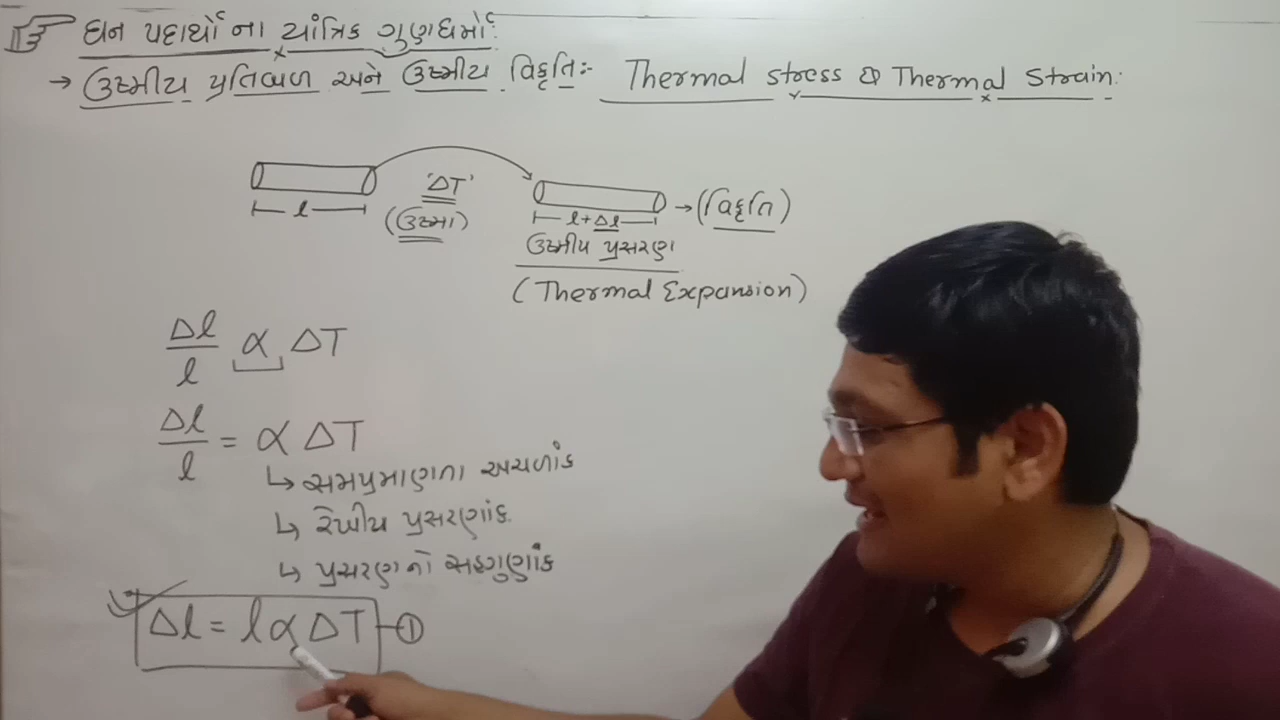 ઘન પદાર્થો ના યાંત્રિક ગુણધર્મો:
→ ઉષ્મીય પ્રતિબળ અને ઉષ્મીય વિકૃતિ:- Thermal stress & Thermal Strain:
l
'ΔT'
(ઉષ્મા)
l+Δl
→(વિકૃતિ)
ઉષ્મીય પ્રસરણ
(Thermal Expansion)
Δl/l α ΔT
Δl/l = α ΔT
↳ સમપ્રમાણતા અચળાંક
↳ રેખીય પ્રસરણાંક
↳ પ્રસરણ નો સહગુણાંક
Δl = l α ΔT —①